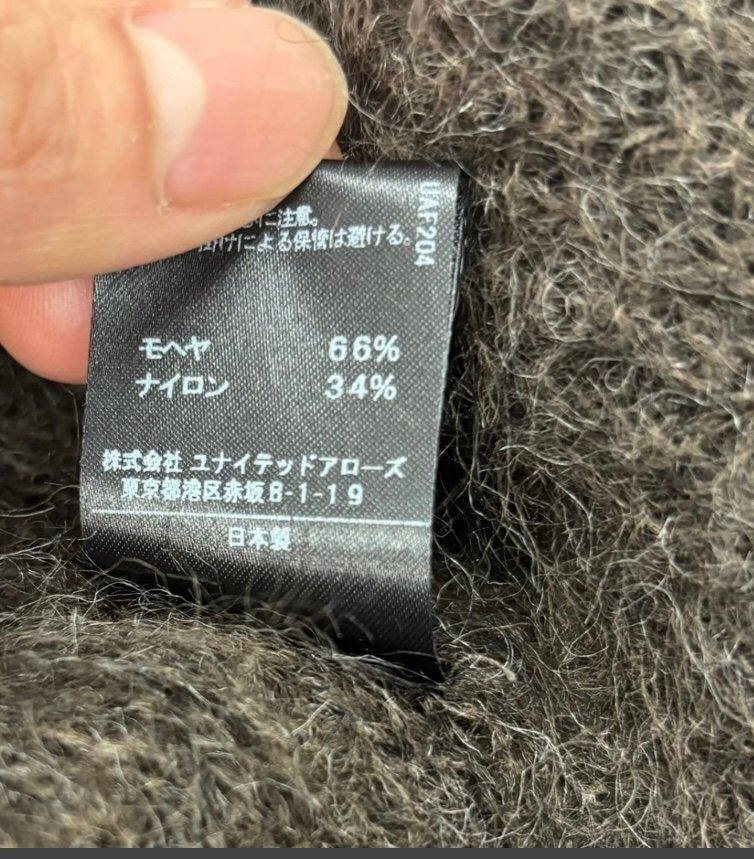 に注意。
による保管は避ける。
UAF204
モヘヤ 66%
ナイロン 34%
株式会社 ユナイテッドアローズ
東京都港区赤坂8-1-19
日本製